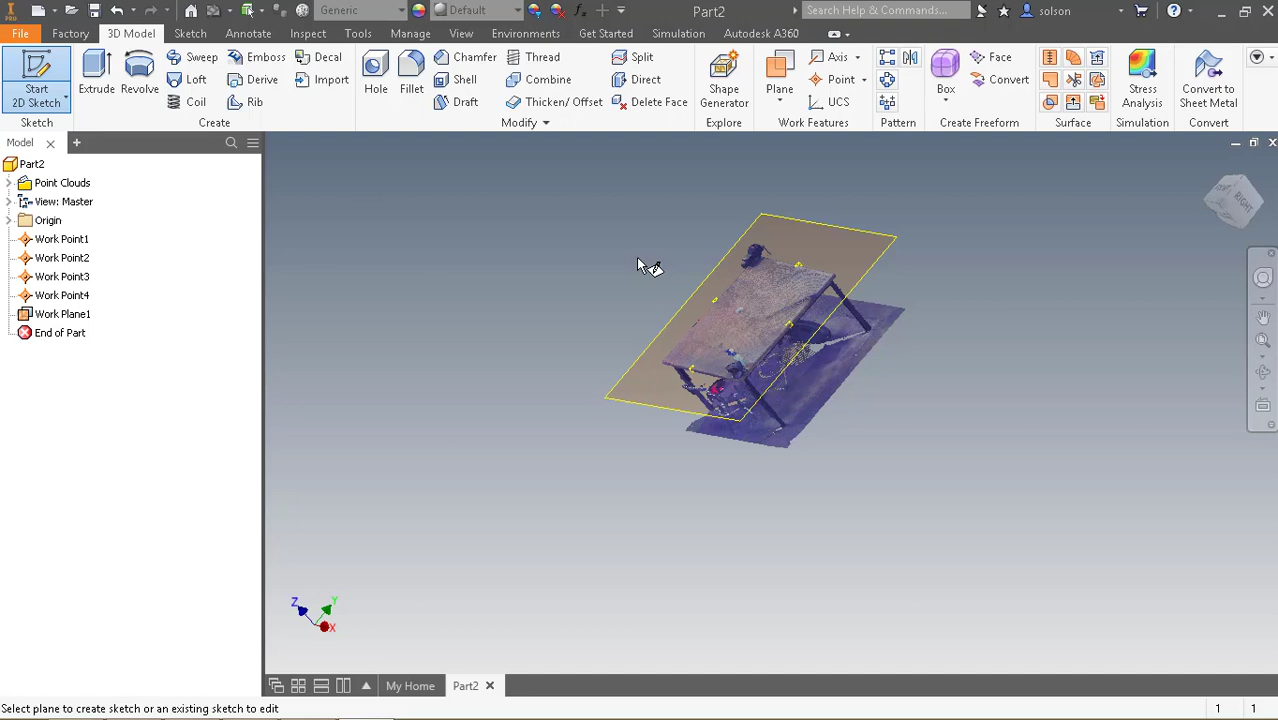 PRO
Generic
Default
Part2
Search Help & Commands...
solson
File
Factory
3D Model
Sketch
Annotate
Inspect
Tools
Manage
View
Environments
Get Started
Simulation
Autodesk A360
Start
2D Sketch
Sketch
Extrude
Revolve
Sweep
Loft
Coil
Emboss
Derive
Rib
Decal
Import
Create
Hole
Fillet
Chamfer
Shell
Draft
Thread
Combine
Thicken/ Offset
Split
Direct
Delete Face
Modify
Shape
Generator
Explore
Plane
Axis
Point
UCS
Work Features
Pattern
Box
Face
Convert
Create Freeform
Surface
Stress
Analysis
Simulation
Convert to
Sheet Metal
Convert
Model
Part2
Point Clouds
View: Master
Origin
Work Point1
Work Point2
Work Point3
Work Point4
Work Plane1
End of Part
RIGHT
Z
Y
X
My Home
Part2
Select plane to create sketch or an existing sketch to edit
1
1